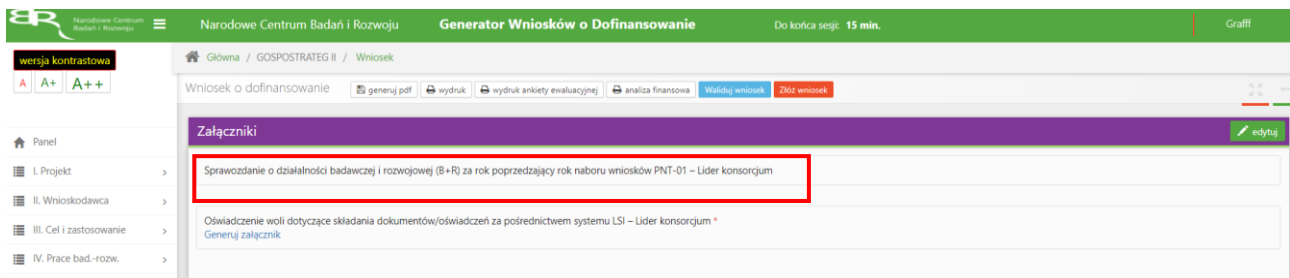 Narodowe Centrum
Badań i Rozwoju
Narodowe Centrum Badań i Rozwoju
Generator Wniosków o Dofinansowanie
Do końca sesji: 15 min.
Grafff
wersja kontrastowa
A A+ A++
Główna / GOSPOSTRATEG II / Wniosek
Wniosek o dofinansowanie
generuj pdf
wydruk
wydruk ankiety ewaluacyjnej
analiza finansowa
Waliduj wniosek
Złóż wniosek
Panel
I. Projekt
II. Wnioskodawca
III. Cel i zastosowanie
IV. Prace bad.-rozw.
Załączniki
edytuj
Sprawozdanie o działalności badawczej i rozwojowej (B+R) za rok poprzedzający rok naboru wniosków PNT-01 – Lider konsorcjum
Oświadczenie woli dotyczące składania dokumentów/oświadczeń za pośrednictwem systemu LSI – Lider konsorcjum *
Generuj załącznik